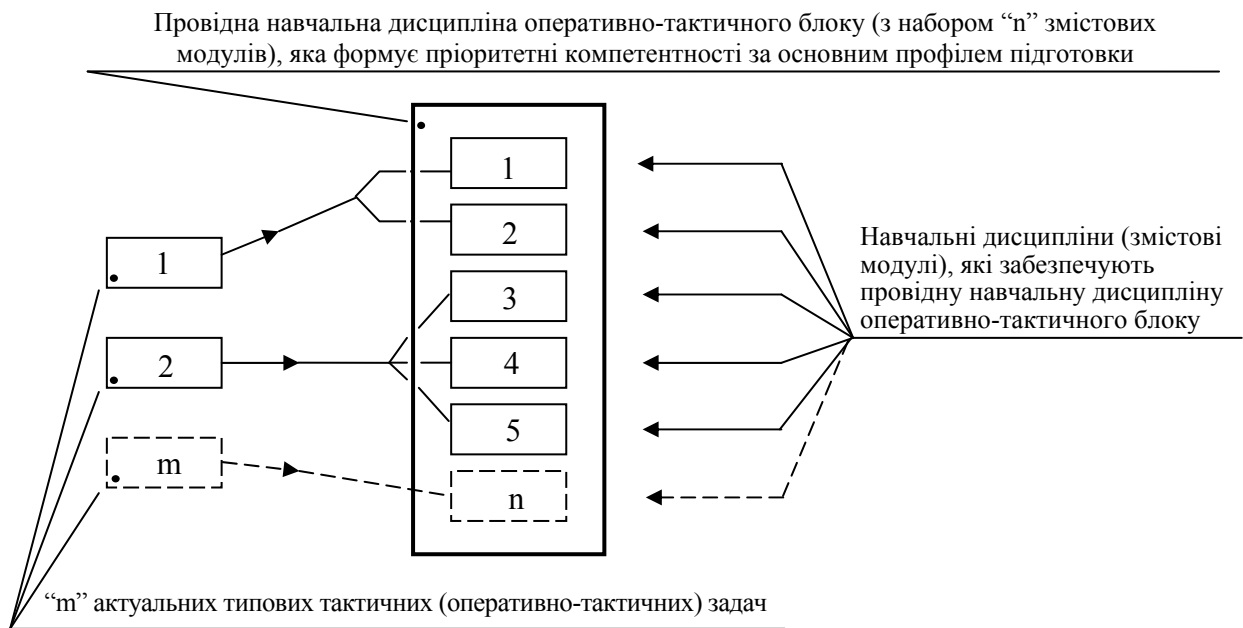 Провідна навчальна дисципліна оперативно-тактичного блоку (з набором “n” змістових
модулів), яка формує пріоритетні компетентності за основним профілем підготовки
1
2
3
4
5
n
1
2
m
Навчальні дисципліни (змістові
модулі), які забезпечують
провідну навчальну дисципліну
оперативно-тактичного блоку
“m” актуальних типових тактичних (оперативно-тактичних) задач